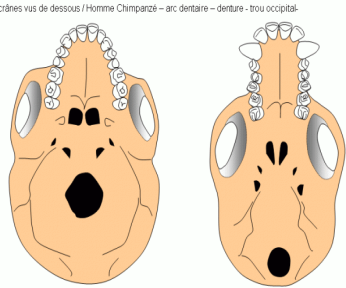 crânes vus de dessous / Homme Chimpanzé – arc dentaire – denture - trou occipital-